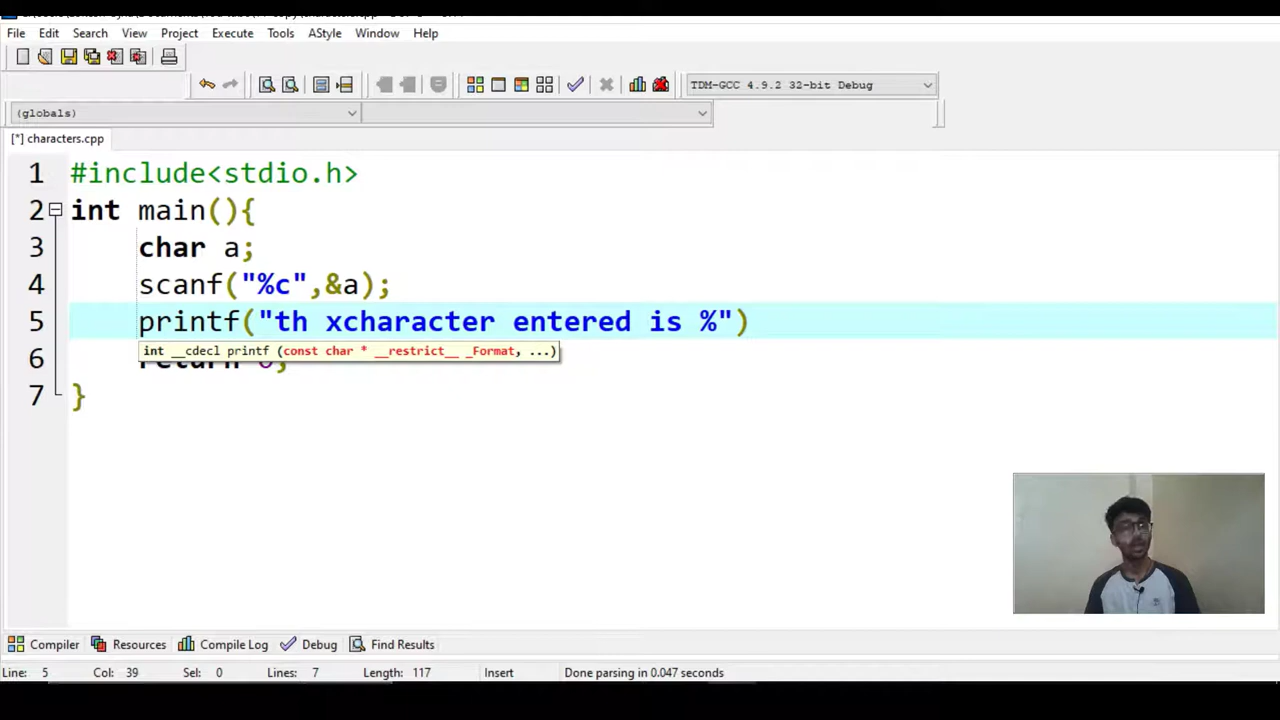 File Edit Search View Project Execute Tools AStyle Window Help
TDM-GCC 4.9.2 32-bit Debug
(globals)
[*] characters.cpp
1 #include<stdio.h>
2 int main(){
3 char a;
4 scanf("%c",&a);
5 printf("th xcharacter entered is %")
int __cdecl printf (const char * __restrict__ _Format, ...)
6
7 }
Compiler Resources Compile Log Debug Find Results
Line: 5 Col: 39 Sel: 0 Lines: 7 Length: 117 Insert Done parsing in 0.047 seconds